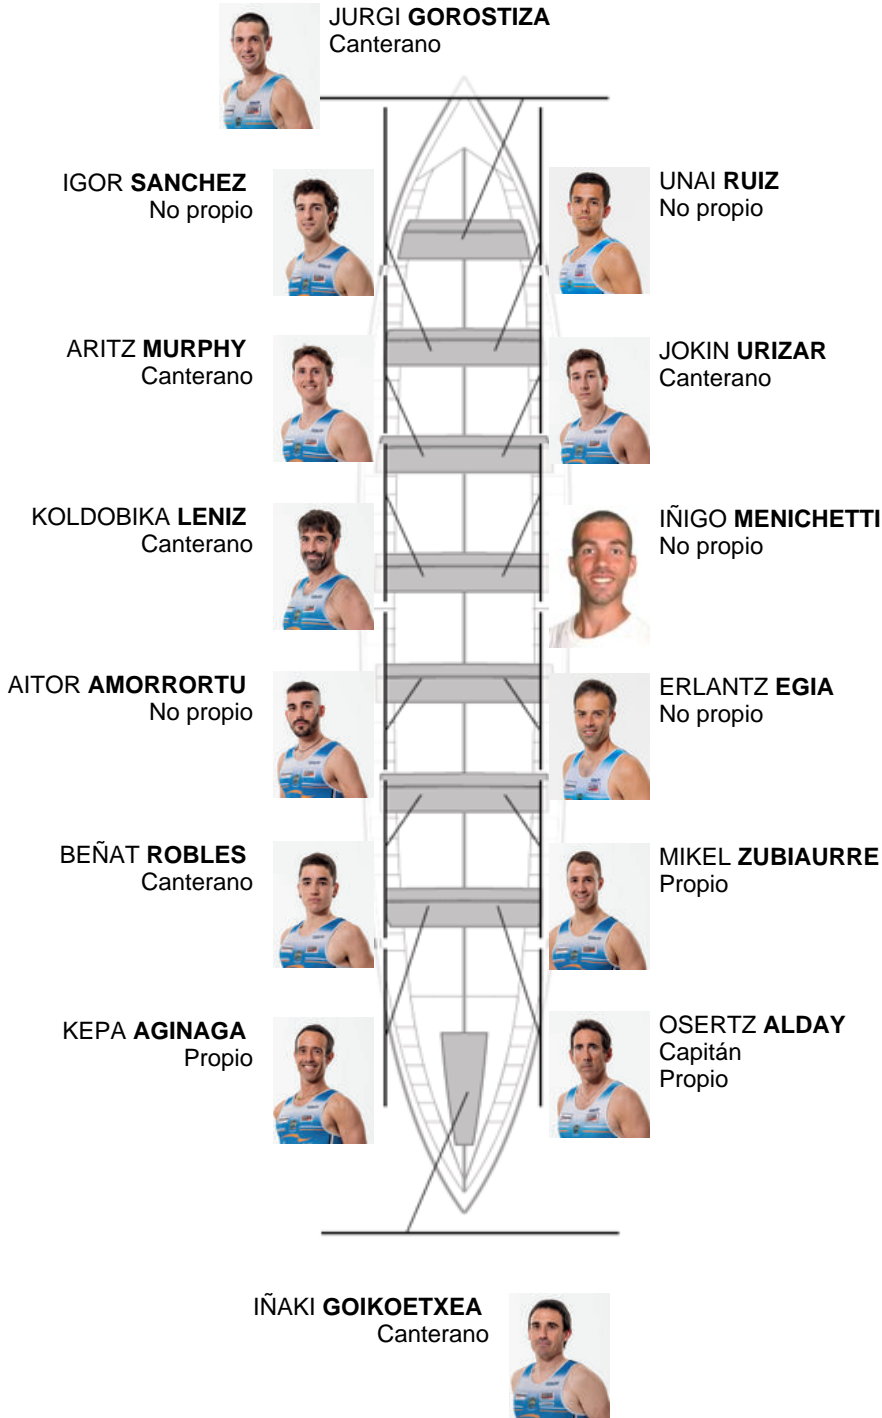 JURGI GOROSTIZA
Canterano
IGOR SANCHEZ
No propio
UNAI RUIZ
No propio
ARITZ MURPHY
Canterano
JOKIN URIZAR
Canterano
KOLDOBIKA LENIZ
Canterano
IÑIGO MENICHETTI
No propio
AITOR AMORRORTU
No propio
ERLANTZ EGIA
No propio
BEÑAT ROBLES
Canterano
MIKEL ZUBIAURRE
Propio
KEPA AGINAGA
Propio
OSERTZ ALDAY
Capitán
Propio
IÑAKI GOIKOETXEA
Canterano